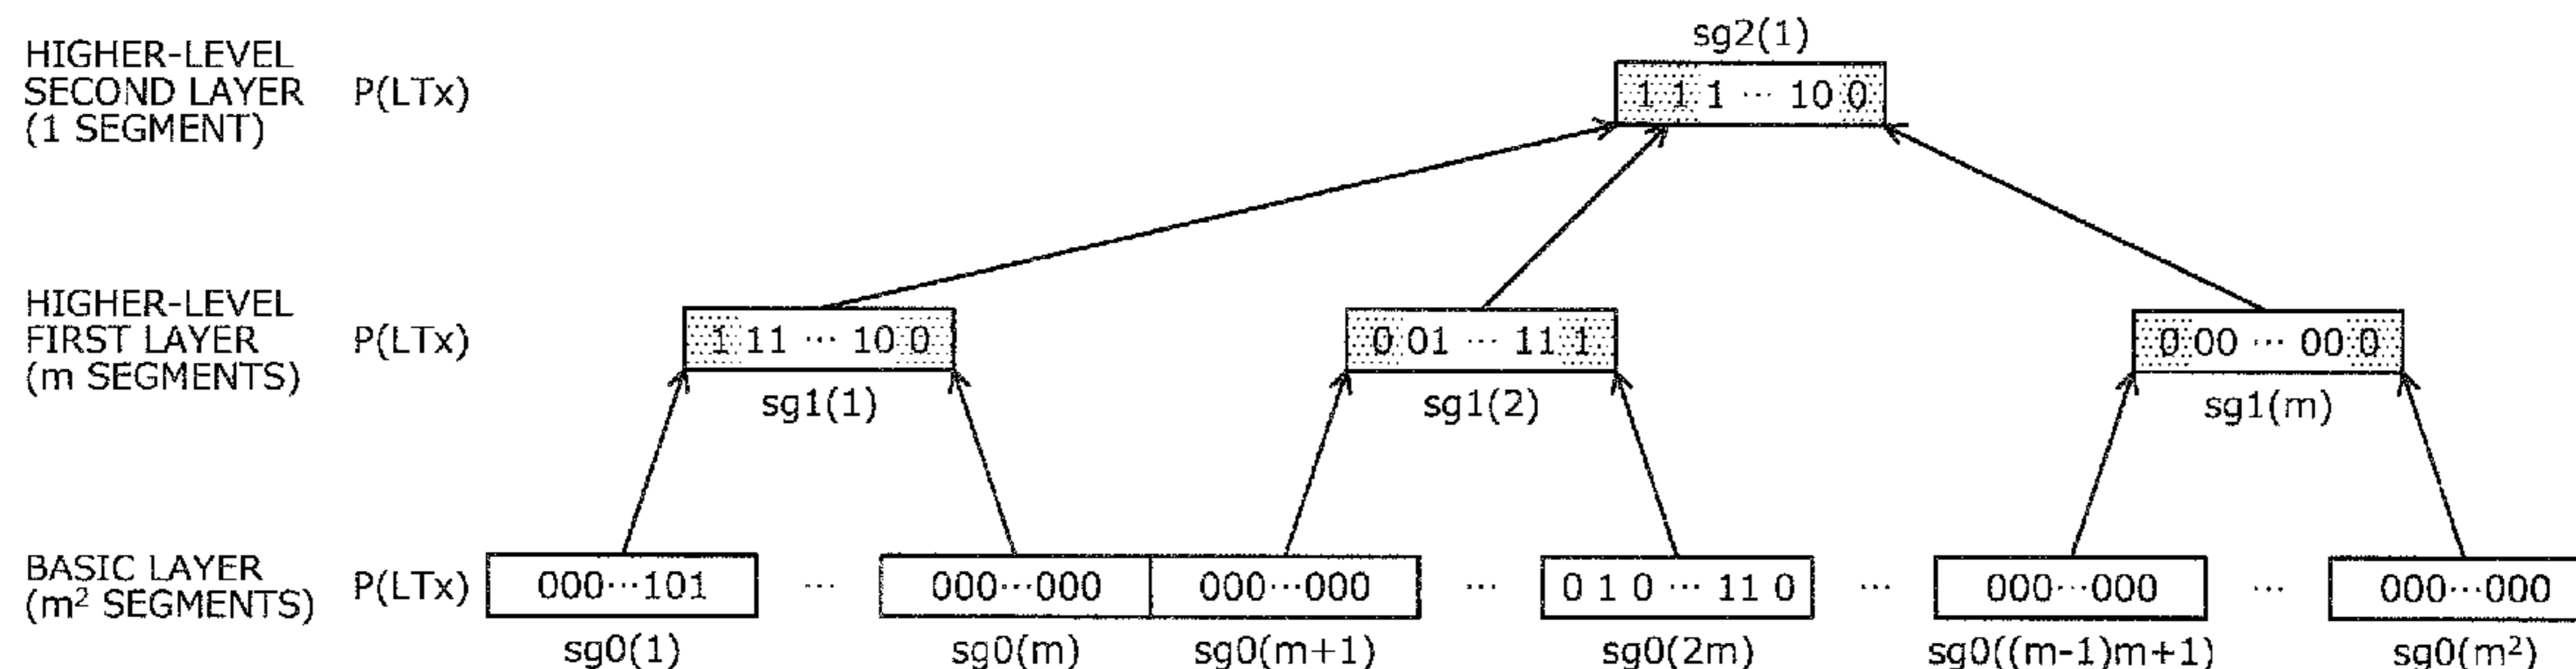 sg2(1)
HIGHER-LEVEL
SECOND LAYER
(1 SEGMENT)
P(LTx)
1 1 1 ··· 10 0
HIGHER-LEVEL
FIRST LAYER
(m SEGMENTS)
P(LTx)
1 11 ··· 10 0
0 01 ··· 11 1
0 00 ··· 00 0
sg1(1)
sg1(2)
sg1(m)
BASIC LAYER
(m² SEGMENTS)
P(LTx)
000···101 ··· 000···000 000···000 ··· 0 1 0 ··· 11 0 ··· 000···000 ··· 000···000
sg0(1) sg0(m) sg0(m+1) sg0(2m) sg0((m-1)m+1) sg0(m²)